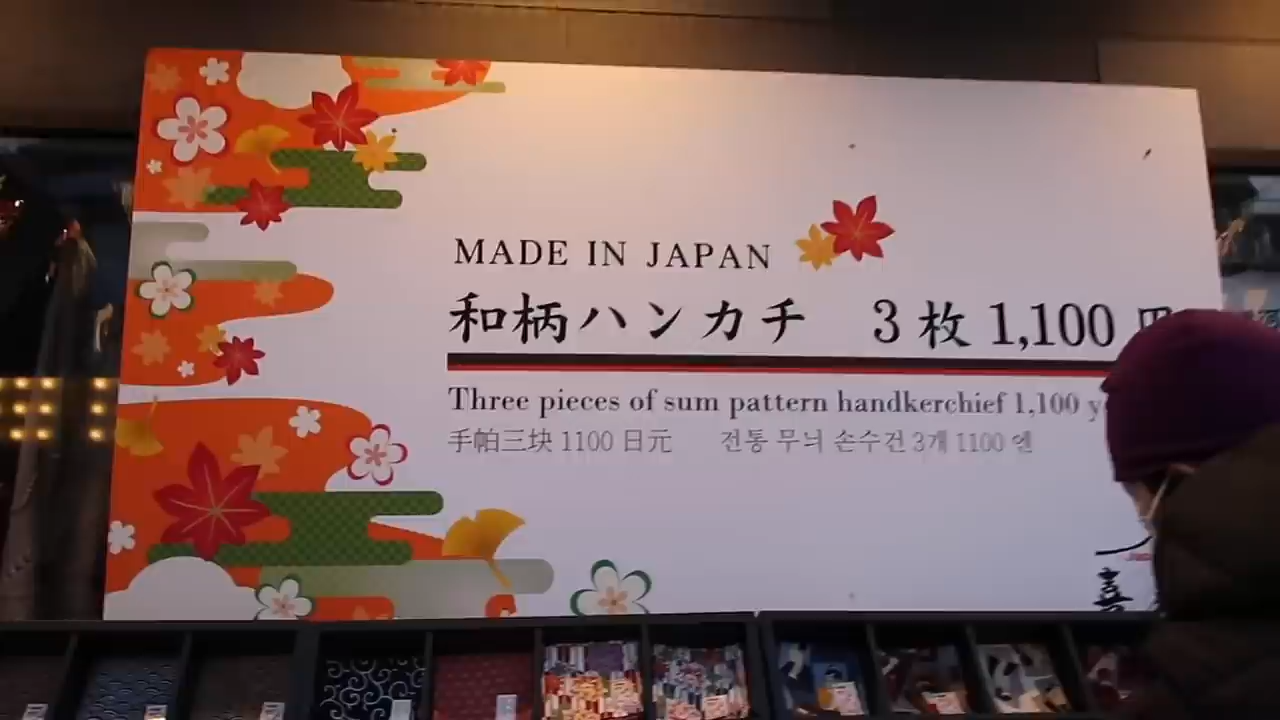 MADE IN JAPAN
和柄ハンカチ 3枚 1,100 円
Three pieces of sum pattern handkerchief 1,100
手帕三块 1100 日元 전통 무늬 손수건 3개 1100 엔
喜